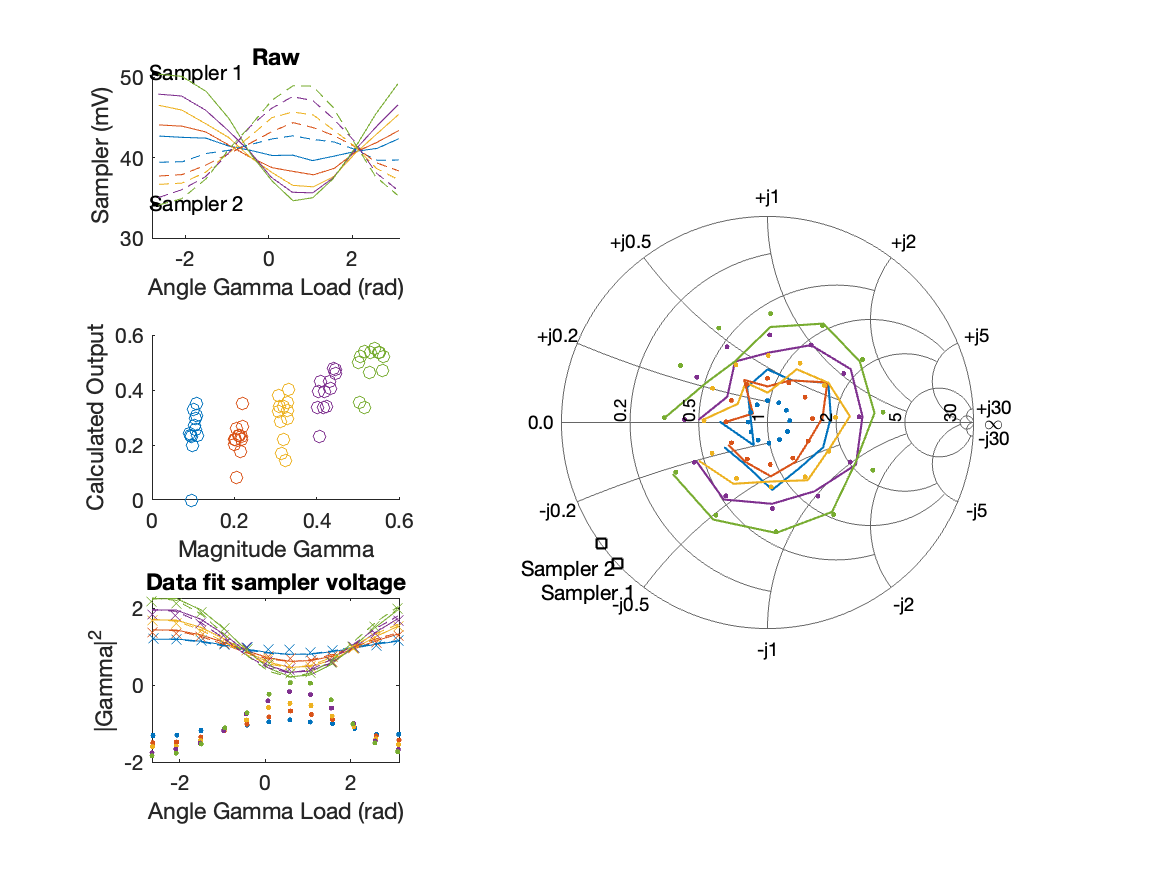 Raw
Sampler 1
50
40
30
Sampler (mV)
Sampler 2
-2
0
2
Angle Gamma Load (rad)
0.6
0.4
0.2
0
Calculated Output
0
0.2
0.4
0.6
Magnitude Gamma
Data fit sampler voltage
2
0
-2
|Gamma|2
-2
0
2
Angle Gamma Load (rad)
+j1
+j0.5
+j2
+j0.2
+j5
0.0
0.2
0.5
1
2
5
30
+j30
∞
-j30
-j0.2
-j5
Sampler 2
Sampler 1
-j0.5
-j2
-j1